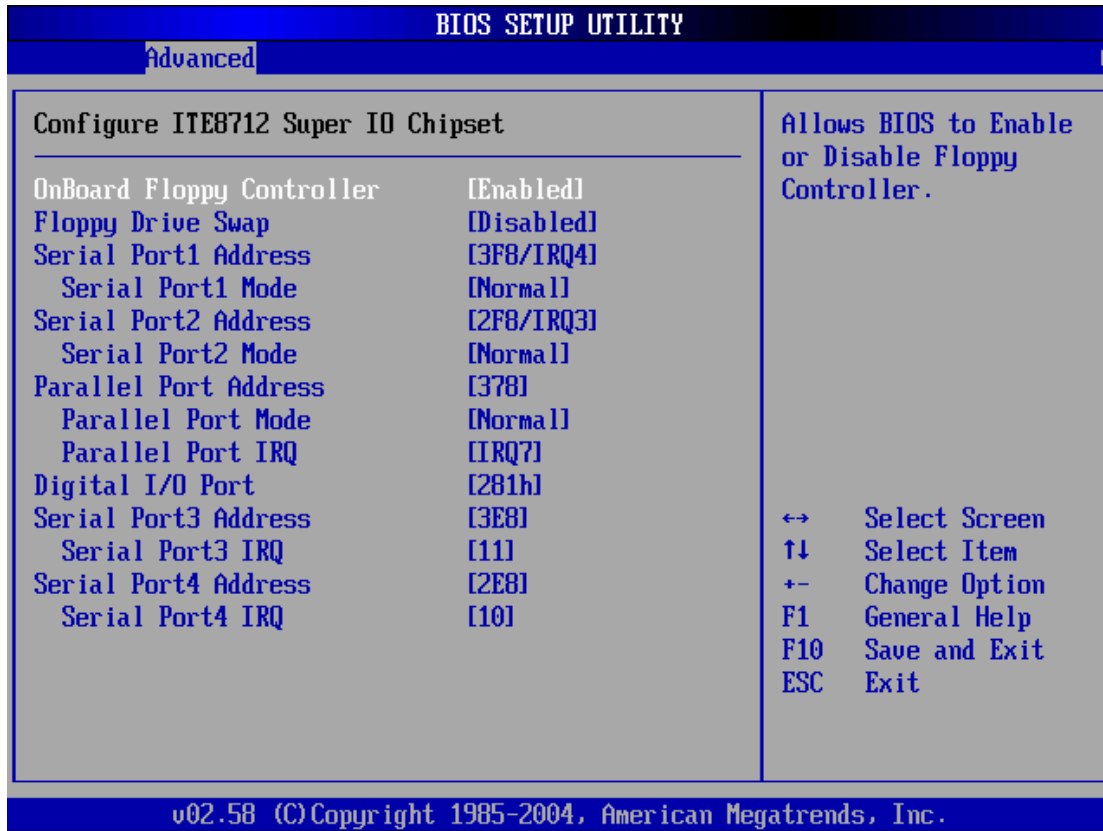 BIOS SETUP UTILITY
Advanced
Configure ITE8712 Super IO Chipset
OnBoard Floppy Controller [Enabled]
Floppy Drive Swap [Disabled]
Serial Port1 Address [3F8/IRQ4]
Serial Port1 Mode [Normal]
Serial Port2 Address [2F8/IRQ3]
Serial Port2 Mode [Normal]
Parallel Port Address [378]
Parallel Port Mode [Normal]
Parallel Port IRQ [IRQ7]
Digital I/O Port [281h]
Serial Port3 Address [3E8]
Serial Port3 IRQ [11]
Serial Port4 Address [2E8]
Serial Port4 IRQ [10]
Allows BIOS to Enable
or Disable Floppy
Controller.
↔ Select Screen
↑↓ Select Item
+- Change Option
F1 General Help
F10 Save and Exit
ESC Exit
v02.58 (C)Copyright 1985-2004, American Megatrends, Inc.